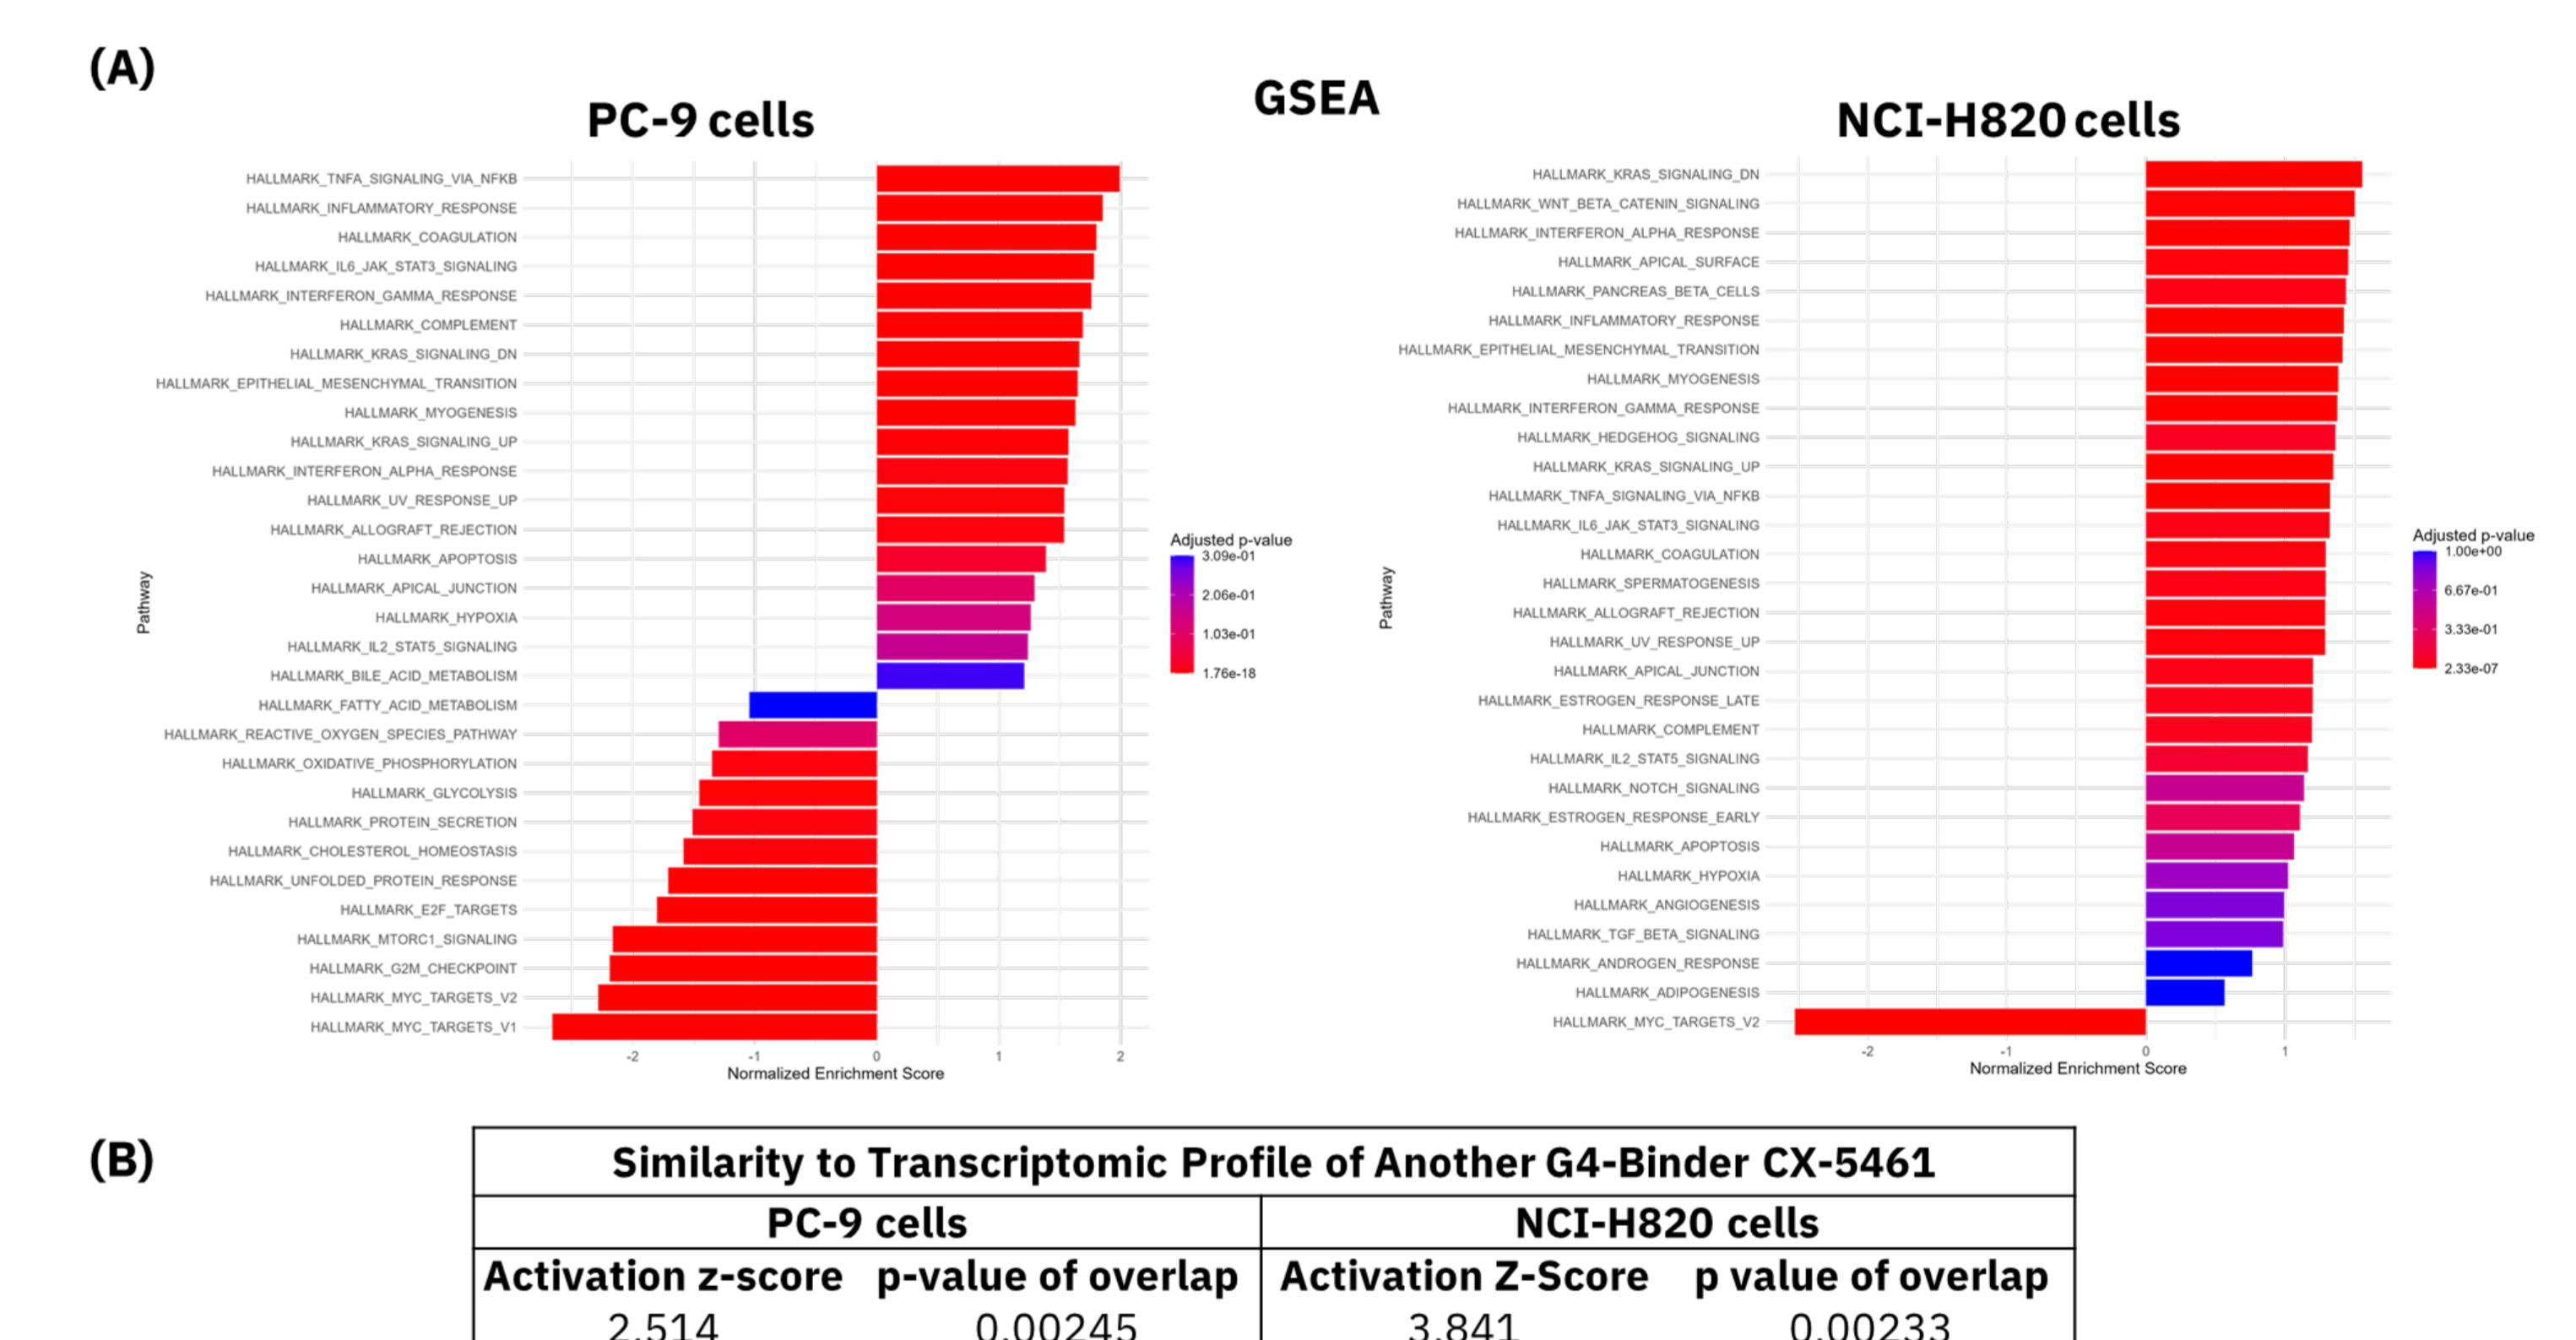 (A)
GSEA
PC-9 cells
HALLMARK_TNFA_SIGNALING_VIA_NFKB
HALLMARK_INFLAMMATORY_RESPONSE
HALLMARK_COAGULATION
HALLMARK_IL6_JAK_STAT3_SIGNALING
HALLMARK_INTERFERON_GAMMA_RESPONSE
HALLMARK_COMPLEMENT
HALLMARK_KRAS_SIGNALING_DN
HALLMARK_EPITHELIAL_MESENCHYMAL_TRANSITION
HALLMARK_MYOGENESIS
HALLMARK_KRAS_SIGNALING_UP
HALLMARK_INTERFERON_ALPHA_RESPONSE
HALLMARK_UV_RESPONSE_UP
HALLMARK_ALLOGRAFT_REJECTION
HALLMARK_APOPTOSIS
HALLMARK_APICAL_JUNCTION
HALLMARK_HYPOXIA
HALLMARK_IL2_STAT5_SIGNALING
HALLMARK_BILE_ACID_METABOLISM
HALLMARK_FATTY_ACID_METABOLISM
HALLMARK_REACTIVE_OXYGEN_SPECIES_PATHWAY
HALLMARK_OXIDATIVE_PHOSPHORYLATION
HALLMARK_GLYCOLYSIS
HALLMARK_PROTEIN_SECRETION
HALLMARK_CHOLESTEROL_HOMEOSTASIS
HALLMARK_UNFOLDED_PROTEIN_RESPONSE
HALLMARK_E2F_TARGETS
HALLMARK_MTORC1_SIGNALING
HALLMARK_G2M_CHECKPOINT
HALLMARK_MYC_TARGETS_V2
HALLMARK_MYC_TARGETS_V1
Pathway
-2 -1 0 1 2
Normalized Enrichment Score
Adjusted p-value
3.09e-01
2.06e-01
1.03e-01
1.76e-18
NCI-H820 cells
HALLMARK_KRAS_SIGNALING_DN
HALLMARK_WNT_BETA_CATENIN_SIGNALING
HALLMARK_INTERFERON_ALPHA_RESPONSE
HALLMARK_APICAL_SURFACE
HALLMARK_PANCREAS_BETA_CELLS
HALLMARK_INFLAMMATORY_RESPONSE
HALLMARK_EPITHELIAL_MESENCHYMAL_TRANSITION
HALLMARK_MYOGENESIS
HALLMARK_INTERFERON_GAMMA_RESPONSE
HALLMARK_HEDGEHOG_SIGNALING
HALLMARK_KRAS_SIGNALING_UP
HALLMARK_TNFA_SIGNALING_VIA_NFKB
HALLMARK_IL6_JAK_STAT3_SIGNALING
HALLMARK_COAGULATION
HALLMARK_SPERMATOGENESIS
HALLMARK_ALLOGRAFT_REJECTION
HALLMARK_UV_RESPONSE_UP
HALLMARK_APICAL_JUNCTION
HALLMARK_ESTROGEN_RESPONSE_LATE
HALLMARK_COMPLEMENT
HALLMARK_IL2_STAT5_SIGNALING
HALLMARK_NOTCH_SIGNALING
HALLMARK_ESTROGEN_RESPONSE_EARLY
HALLMARK_APOPTOSIS
HALLMARK_HYPOXIA
HALLMARK_ANGIOGENESIS
HALLMARK_TGF_BETA_SIGNALING
HALLMARK_ANDROGEN_RESPONSE
HALLMARK_ADIPOGENESIS
HALLMARK_MYC_TARGETS_V2
Pathway
-2 -1 0 1
Normalized Enrichment Score
Adjusted p-value
1.00e+00
6.67e-01
3.33e-01
2.33e-07
(B)
Similarity to Transcriptomic Profile of Another G4-Binder CX-5461
PC-9 cells NCI-H820 cells
Activation z-score p-value of overlap Activation Z-Score p value of overlap
2.514 0.00245 3.841 0.00233